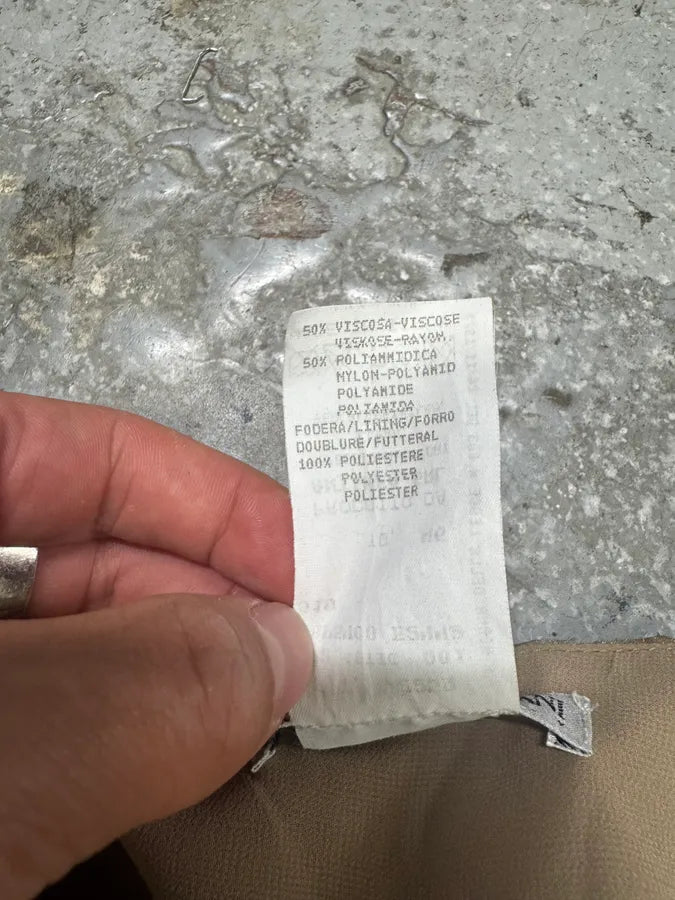 50% VISCOSA-VISCOSE
VISKOSE-RAYON
50% POLIAMMIDICA
NYLON-POLYAMID
POLYAMIDE
POLIAMIDA
FODERA/LINING/FORRO
DOUBLURE/FUTTERAL
100% POLIESTERE
POLYESTER
POLIESTER